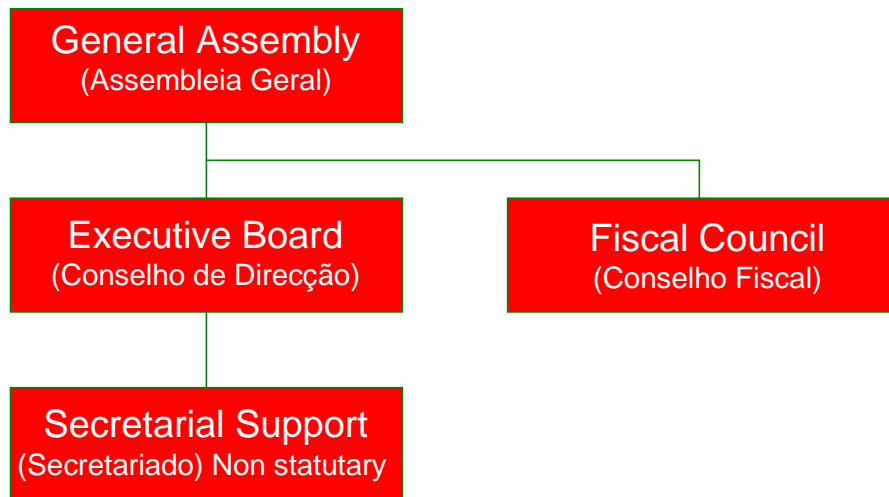 General Assembly
(Assembleia Geral)
Executive Board
(Conselho de Direcção)
Fiscal Council
(Conselho Fiscal)
Secretarial Support
(Secretariado) Non statutary